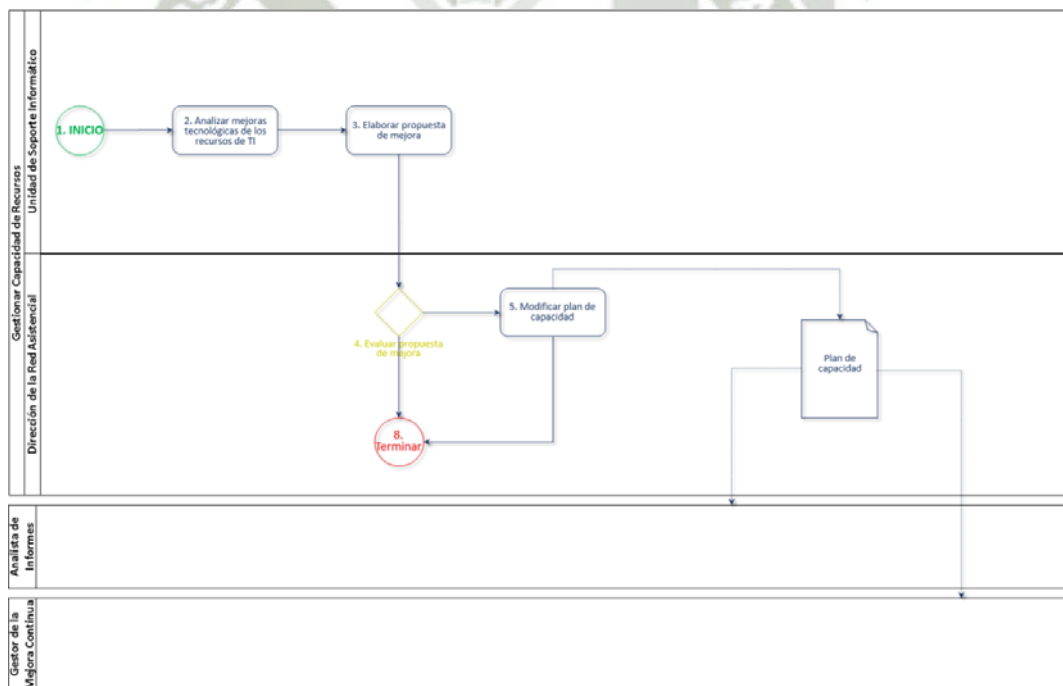 Gestionar Capacidad de Recursos
Unidad de Soporte Informático
1. INICIO
2. Analizar mejoras
tecnológicas de los
recursos de TI
3. Elaborar propuesta
de mejora
Dirección de la Red Asistencial
4. Evaluar propuesta
de mejora
5. Modificar plan de
capacidad
Plan de
capacidad
8.
Terminar
Analista de
Informes
Gestor de la
Mejora Continua